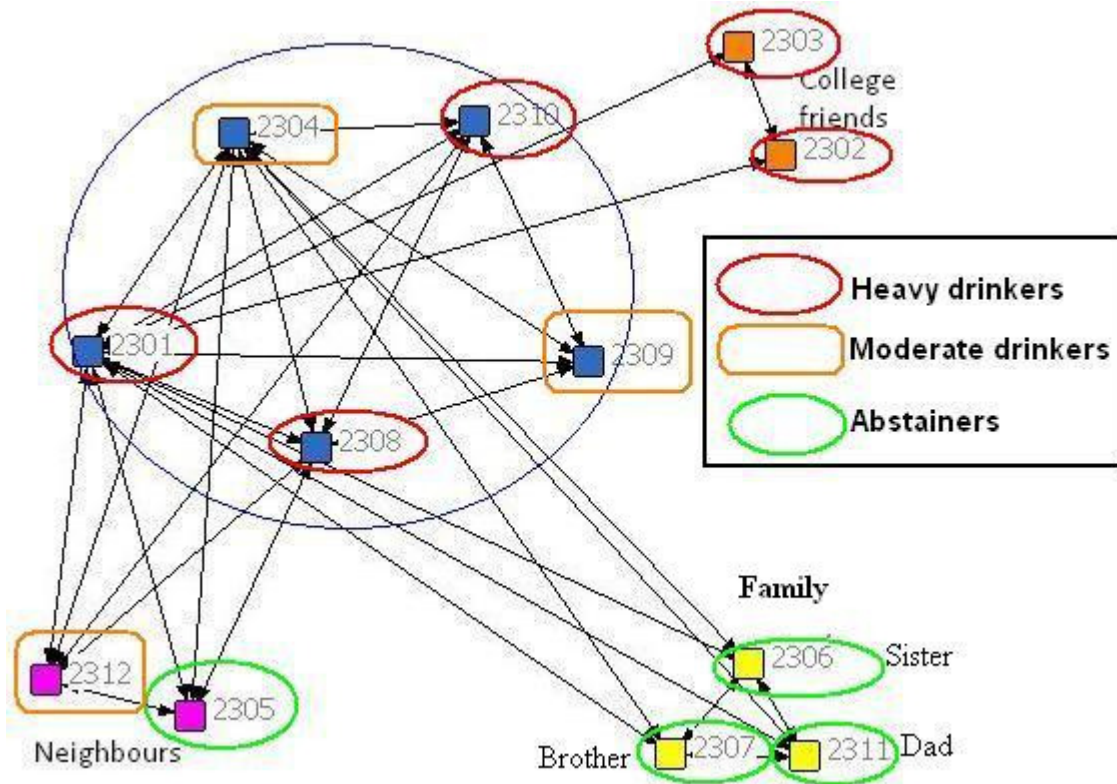 2303
College
friends
2302
2304
2310
2301
2309
2308
Heavy drinkers
Moderate drinkers
Abstainers
2312
2305
Neighbours
Family
2306
Sister
Brother
2307
2311
Dad